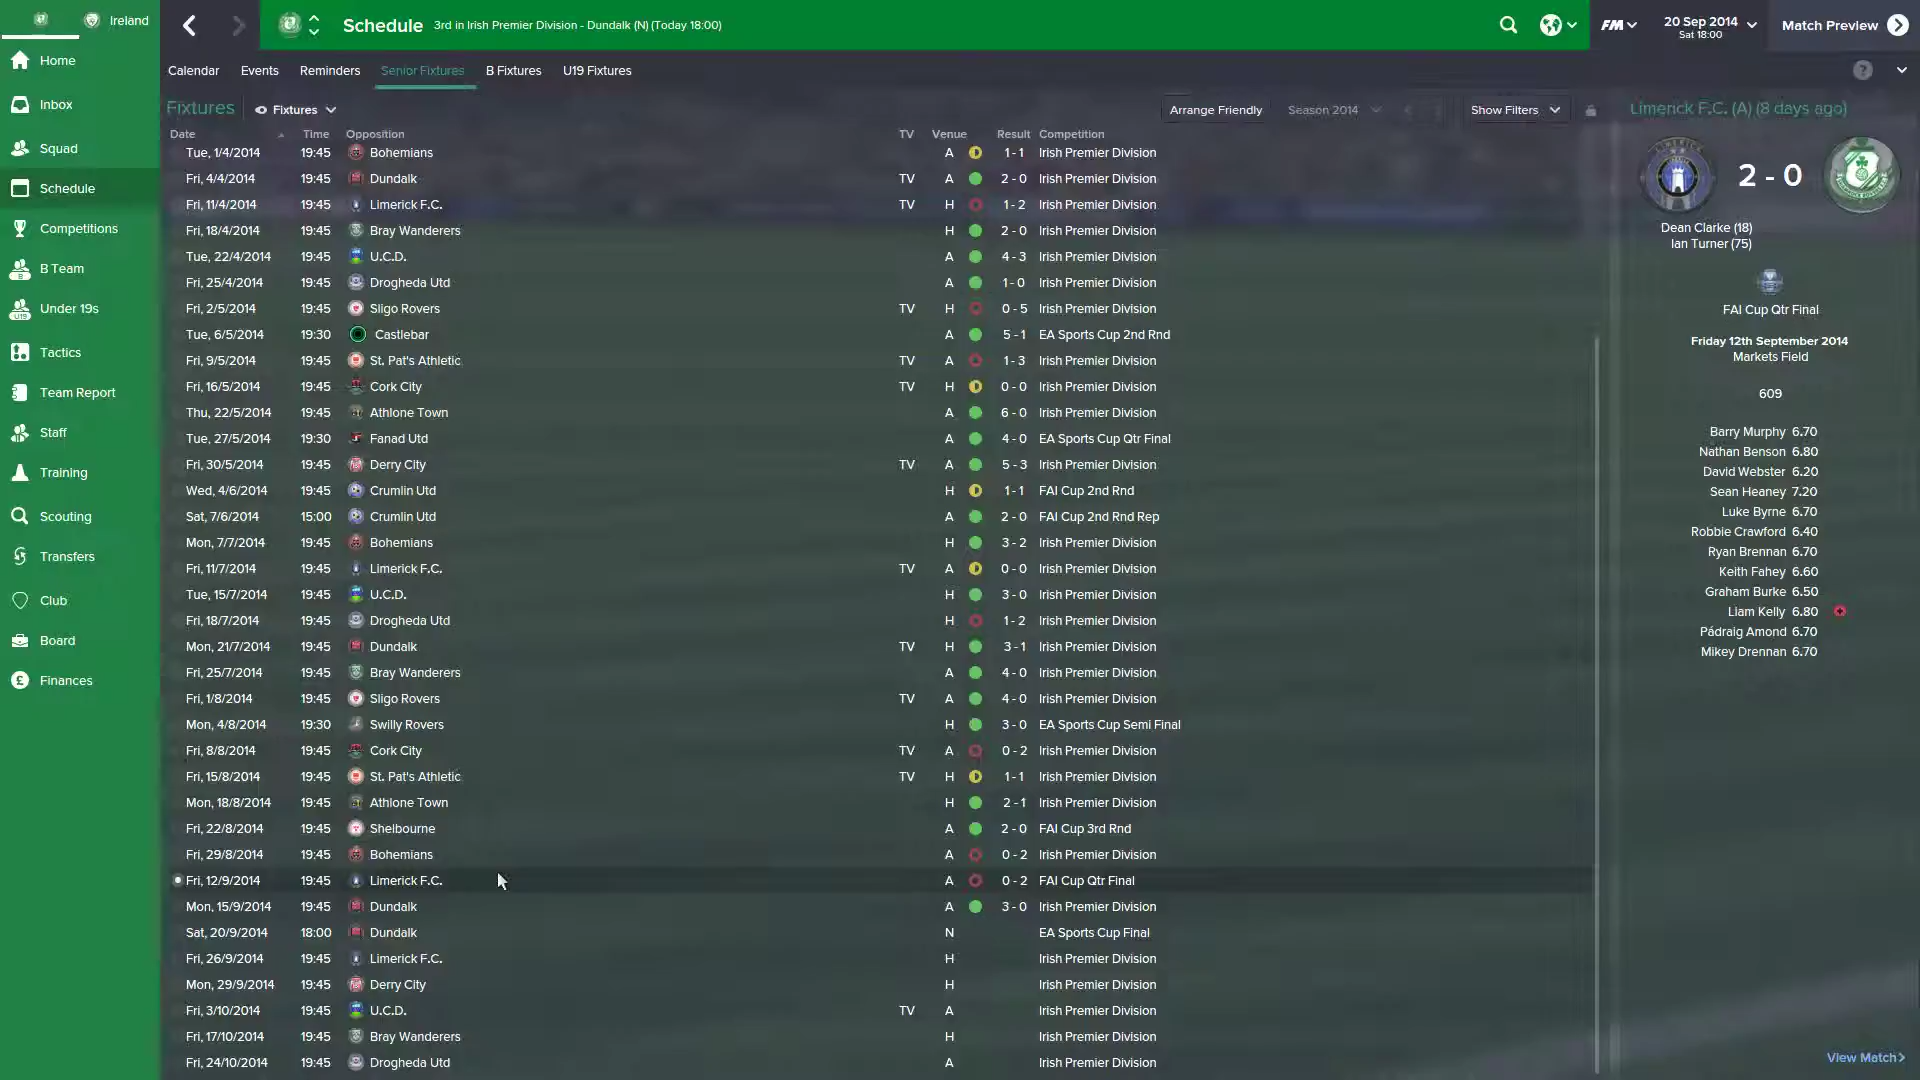 Ireland
Schedule 3rd in Irish Premier Division - Dundalk (N) (Today 18:00)
FM
20 Sep 2014
Sat 18:00
Match Preview
Home
Inbox
Squad
Schedule
Competitions
B Team
Under 19s
Tactics
Team Report
Staff
Training
Scouting
Transfers
Club
Board
Finances
Calendar Events Reminders Senior Fixtures B Fixtures U19 Fixtures
Fixtures Fixtures Arrange Friendly Season 2014 Show Filters
Date Time Opposition TV Venue Result Competition
Tue, 1/4/2014 19:45 Bohemians A 1 - 1 Irish Premier Division
Fri, 4/4/2014 19:45 Dundalk TV A 2 - 0 Irish Premier Division
Fri, 11/4/2014 19:45 Limerick F.C. TV H 1 - 2 Irish Premier Division
Fri, 18/4/2014 19:45 Bray Wanderers H 2 - 0 Irish Premier Division
Tue, 22/4/2014 19:45 U.C.D. A 4 - 3 Irish Premier Division
Fri, 25/4/2014 19:45 Drogheda Utd A 1 - 0 Irish Premier Division
Fri, 2/5/2014 19:45 Sligo Rovers TV H 0 - 5 Irish Premier Division
Tue, 6/5/2014 19:30 Castlebar A 5 - 1 EA Sports Cup 2nd Rnd
Fri, 9/5/2014 19:45 St. Pat's Athletic TV A 1 - 3 Irish Premier Division
Fri, 16/5/2014 19:45 Cork City TV H 0 - 0 Irish Premier Division
Thu, 22/5/2014 19:45 Athlone Town A 6 - 0 Irish Premier Division
Tue, 27/5/2014 19:30 Fanad Utd A 4 - 0 EA Sports Cup Qtr Final
Fri, 30/5/2014 19:45 Derry City TV A 5 - 3 Irish Premier Division
Wed, 4/6/2014 19:45 Crumlin Utd H 1 - 1 FAI Cup 2nd Rnd
Sat, 7/6/2014 15:00 Crumlin Utd A 2 - 0 FAI Cup 2nd Rnd Rep
Mon, 7/7/2014 19:45 Bohemians H 3 - 2 Irish Premier Division
Fri, 11/7/2014 19:45 Limerick F.C. TV A 0 - 0 Irish Premier Division
Tue, 15/7/2014 19:45 U.C.D. H 3 - 0 Irish Premier Division
Fri, 18/7/2014 19:45 Drogheda Utd H 1 - 2 Irish Premier Division
Mon, 21/7/2014 19:45 Dundalk TV H 3 - 1 Irish Premier Division
Fri, 25/7/2014 19:45 Bray Wanderers A 4 - 0 Irish Premier Division
Fri, 1/8/2014 19:45 Sligo Rovers TV A 4 - 0 Irish Premier Division
Mon, 4/8/2014 19:30 Swilly Rovers H 3 - 0 EA Sports Cup Semi Final
Fri, 8/8/2014 19:45 Cork City TV A 0 - 2 Irish Premier Division
Fri, 15/8/2014 19:45 St. Pat's Athletic TV H 1 - 1 Irish Premier Division
Mon, 18/8/2014 19:45 Athlone Town H 2 - 1 Irish Premier Division
Fri, 22/8/2014 19:45 Shelbourne A 2 - 0 FAI Cup 3rd Rnd
Fri, 29/8/2014 19:45 Bohemians A 0 - 2 Irish Premier Division
Fri, 12/9/2014 19:45 Limerick F.C. A 0 - 2 FAI Cup Qtr Final
Mon, 15/9/2014 19:45 Dundalk A 3 - 0 Irish Premier Division
Sat, 20/9/2014 18:00 Dundalk N EA Sports Cup Final
Fri, 26/9/2014 19:45 Limerick F.C. H Irish Premier Division
Mon, 29/9/2014 19:45 Derry City H Irish Premier Division
Fri, 3/10/2014 19:45 U.C.D. TV A Irish Premier Division
Fri, 17/10/2014 19:45 Bray Wanderers H Irish Premier Division
Fri, 24/10/2014 19:45 Drogheda Utd A Irish Premier Division
Limerick F.C. (A) (8 days ago)
2 - 0
Dean Clarke (18)
Ian Turner (75)
FAI Cup Qtr Final
Friday 12th September 2014
Markets Field
609
Barry Murphy 6.70
Nathan Benson 6.80
David Webster 6.20
Sean Heaney 7.20
Luke Byrne 6.70
Robbie Crawford 6.40
Ryan Brennan 6.70
Keith Fahey 6.60
Graham Burke 6.50
Liam Kelly 6.80
Pádraig Amond 6.70
Mikey Drennan 6.70
View Match>